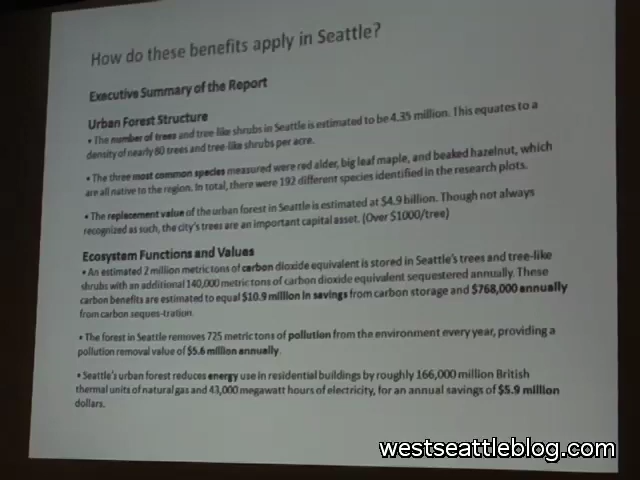 How do these benefits apply in Seattle?
Executive Summary of the Report
Urban Forest Structure
• The number of trees and tree-like shrubs in Seattle is estimated to be 4.35 million. This equates to a
density of nearly 80 trees and tree-like shrubs per acre.
• The three most common species measured were red alder, big leaf maple, and beaked hazelnut, which
are all native to the region. In total, there were 192 different species identified in the research plots.
• The replacement value of the urban forest in Seattle is estimated at $4.9 billion. Though not always
recognized as such, the city's trees are an important capital asset. (Over $1000/tree)
Ecosystem Functions and Values
• An estimated 2 million metric tons of carbon dioxide equivalent is stored in Seattle's trees and tree-like
shrubs with an additional 140,000 metric tons of carbon dioxide equivalent sequestered annually. These
carbon benefits are estimated to equal $10.9 million in savings from carbon storage and $768,000 annually
from carbon seques-tration.
• The forest in Seattle removes 725 metric tons of pollution from the environment every year, providing a
pollution removal value of $5.6 million annually.
• Seattle's urban forest reduces energy use in residential buildings by roughly 166,000 million British
thermal units of natural gas and 43,000 megawatt hours of electricity, for an annual savings of $5.9 million
dollars.
westseattleblog.com